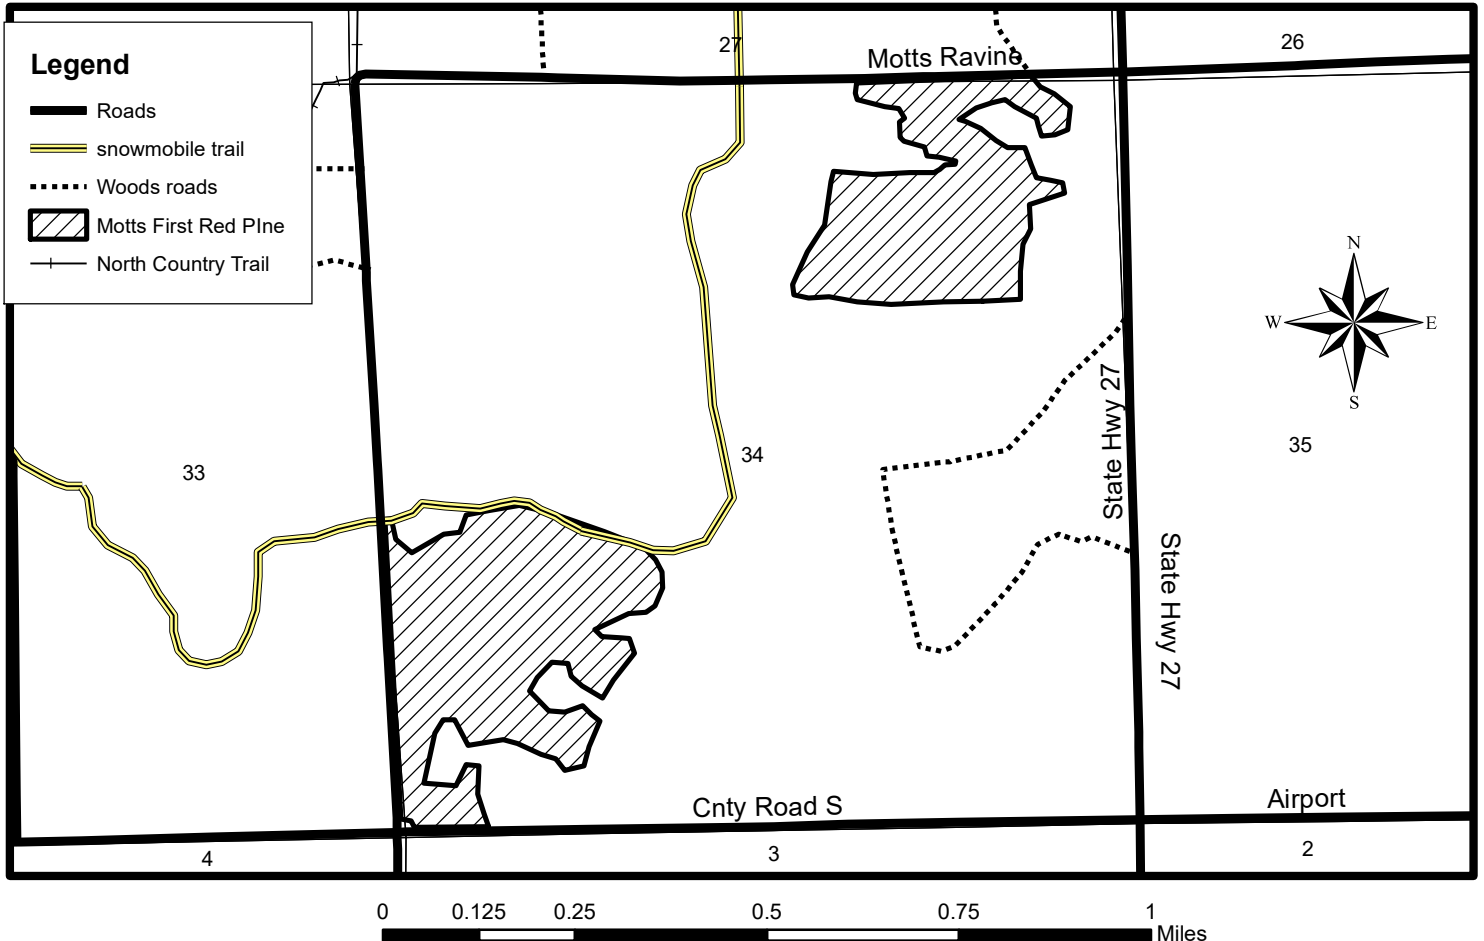 27
26
Motts Ravine
Legend
Roads
snowmobile trail
Woods roads
Motts First Red PIne
North Country Trail
N
W
E
S
State Hwy 27
33
34
35
State Hwy 27
Cnty Road S
Airport
4
3
2
0 0.125 0.25 0.5 0.75 1
Miles